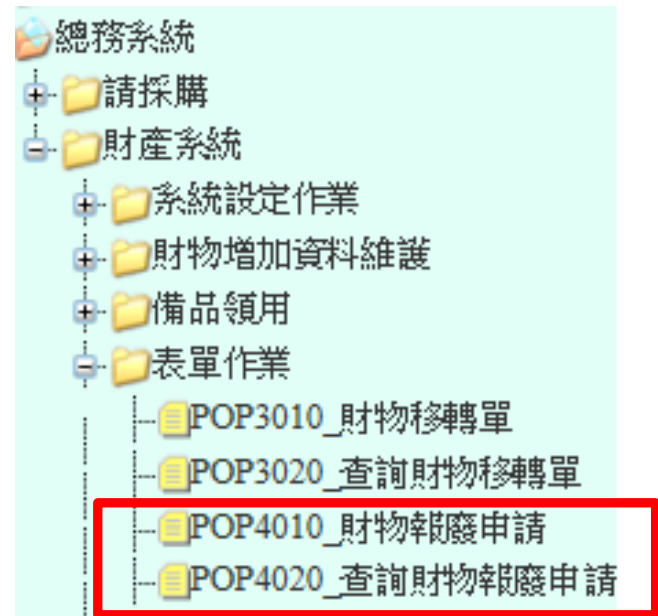 總務系統
請採購
財產系統
系統設定作業
財物增加資料維護
備品領用
表單作業
POP3010_財物移轉單
POP3020_查詢財物移轉單
POP4010_財物報廢申請
POP4020_查詢財物報廢申請